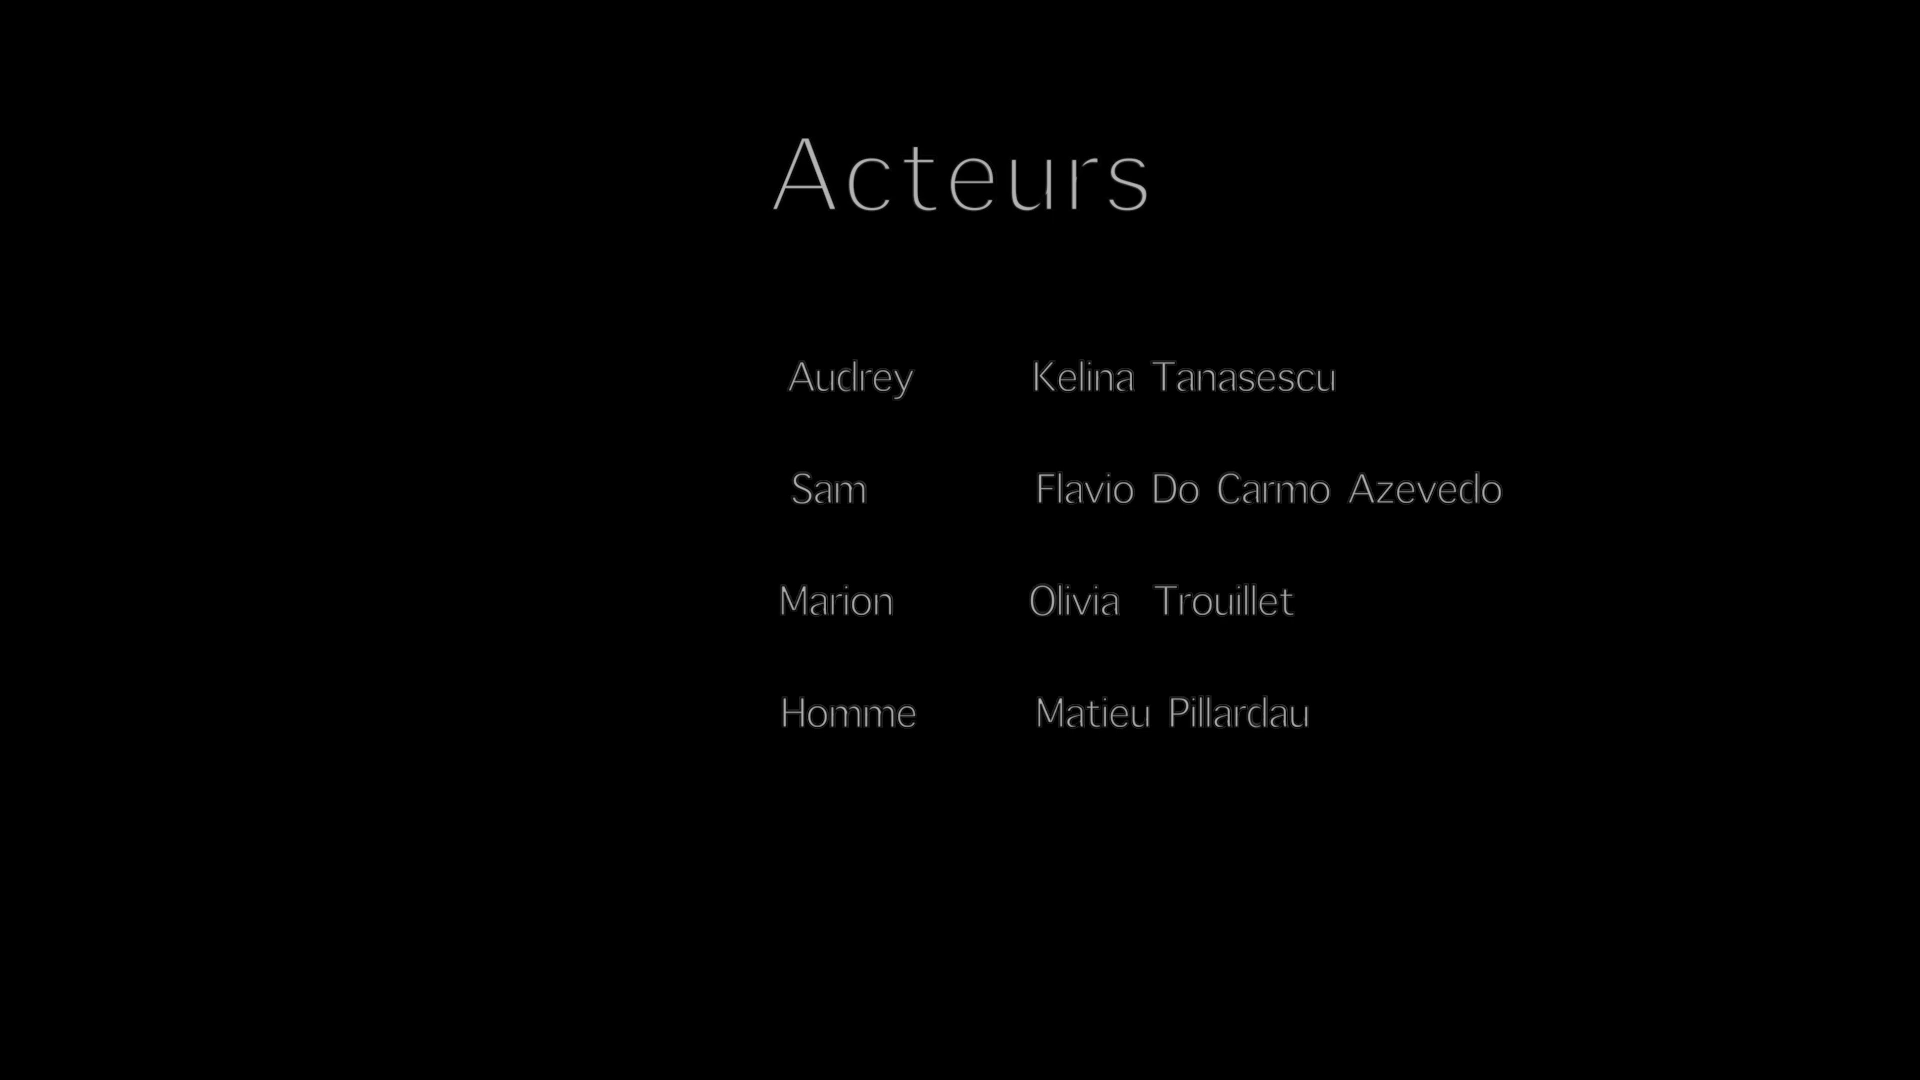 Acteurs
Audrey Kelina Tanasescu
Sam Flavio Do Carmo Azevedo
Marion Olivia Trouillet
Homme Matieu Pillardau